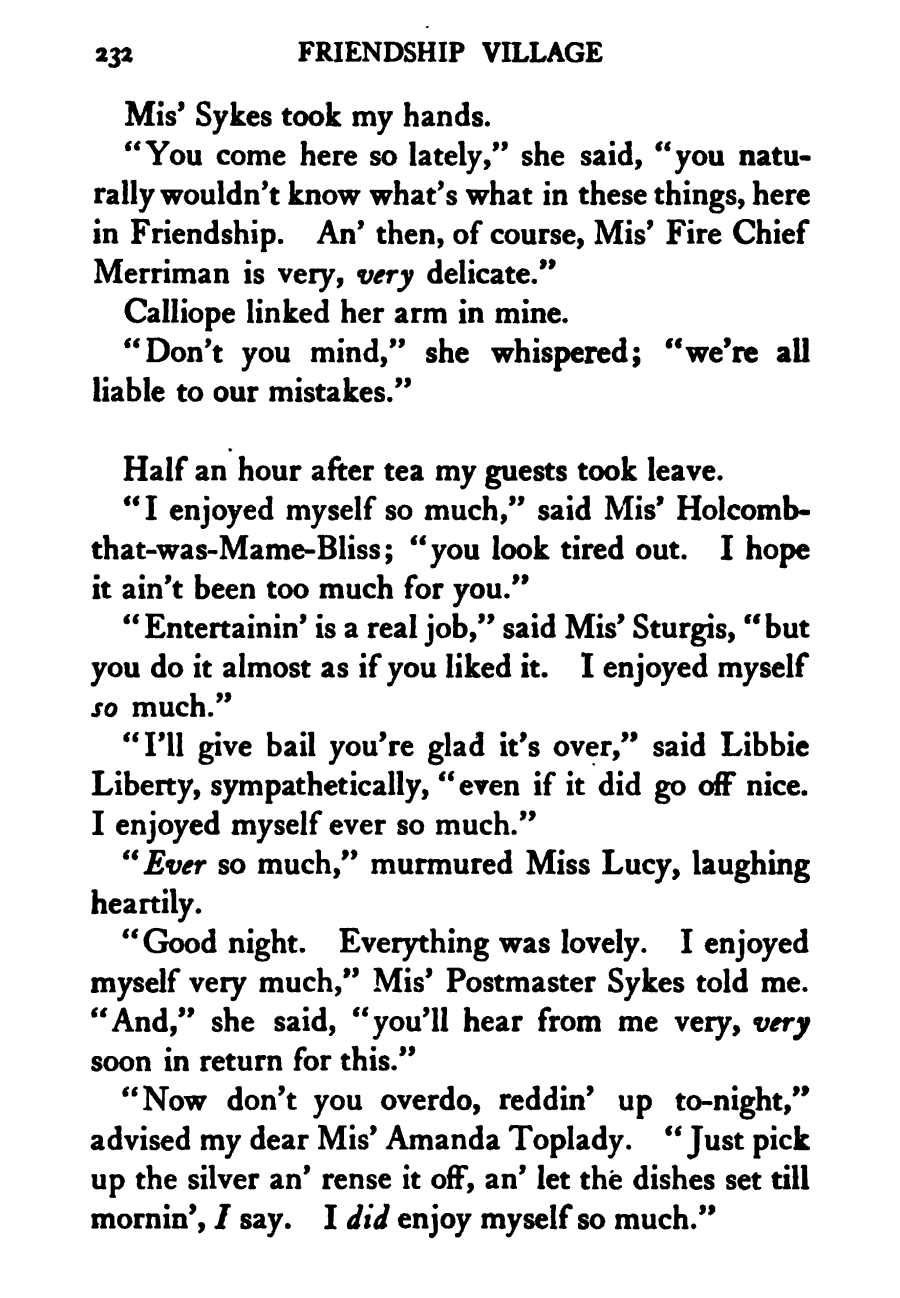 232 FRIENDSHIP VILLAGE
Mis' Sykes took my hands.
"You come here so lately," she said, "you natu-
rally wouldn't know what's what in these things, here
in Friendship. An' then, of course, Mis' Fire Chief
Merriman is very, very delicate."
Calliope linked her arm in mine.
"Don't you mind," she whispered; "we're all
liable to our mistakes."
Half an hour after tea my guests took leave.
"I enjoyed myself so much," said Mis' Holcomb-
that-was-Mame-Bliss; "you look tired out. I hope
it ain't been too much for you."
"Entertainin' is a real job," said Mis' Sturgis, "but
you do it almost as if you liked it. I enjoyed myself
so much."
"I'll give bail you're glad it's over," said Libbie
Liberty, sympathetically, "even if it did go off nice.
I enjoyed myself ever so much."
"Ever so much," murmured Miss Lucy, laughing
heartily.
"Good night. Everything was lovely. I enjoyed
myself very much," Mis' Postmaster Sykes told me.
"And," she said, "you'll hear from me very, very
soon in return for this."
"Now don't you overdo, reddin' up to-night,"
advised my dear Mis' Amanda Toplady. "Just pick
up the silver an' rense it off, an' let the dishes set till
mornin', I say. I did enjoy myself so much."